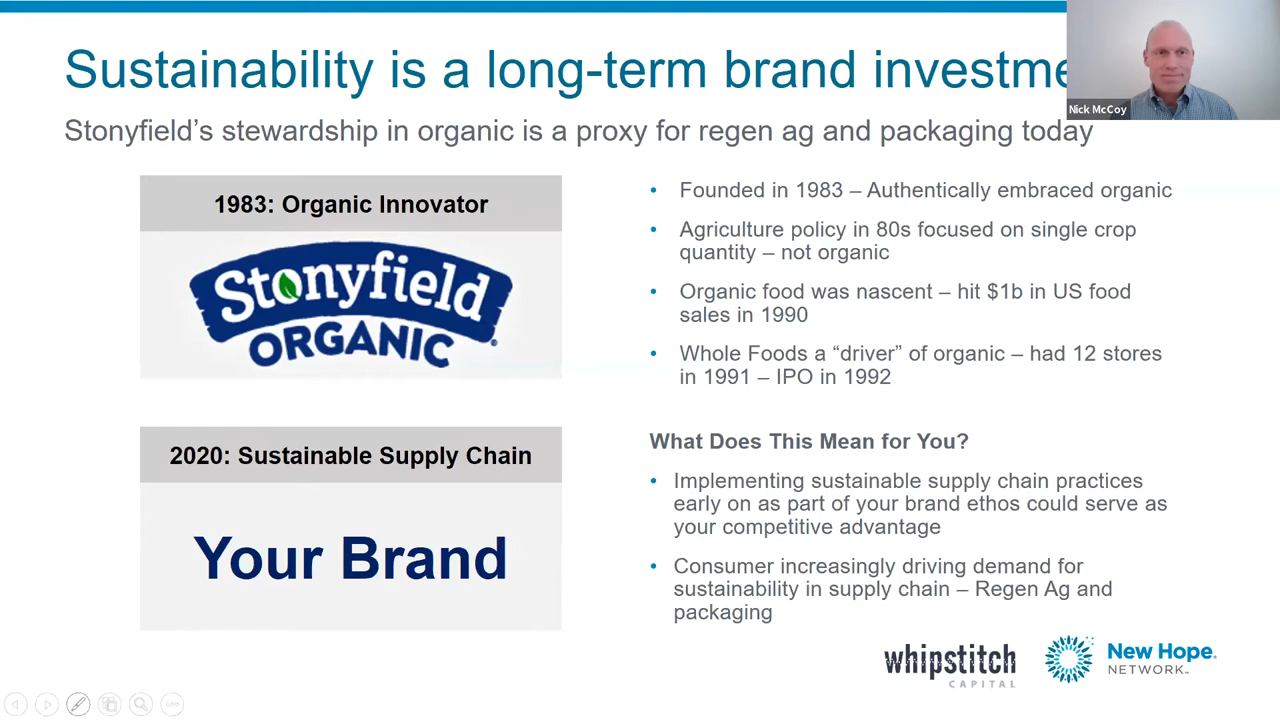 Sustainability is a long-term brand investme
Nick McCoy
Stonyfield’s stewardship in organic is a proxy for regen ag and packaging today
1983: Organic Innovator
Stonyfield
ORGANIC
• Founded in 1983 – Authentically embraced organic
• Agriculture policy in 80s focused on single crop
quantity – not organic
• Organic food was nascent – hit $1b in US food
sales in 1990
• Whole Foods a “driver” of organic – had 12 stores
in 1991 – IPO in 1992
2020: Sustainable Supply Chain
Your Brand
What Does This Mean for You?
• Implementing sustainable supply chain practices
early on as part of your brand ethos could serve as
your competitive advantage
• Consumer increasingly driving demand for
sustainability in supply chain – Regen Ag and
packaging
whipstitch
CAPITAL
New Hope
NETWORK